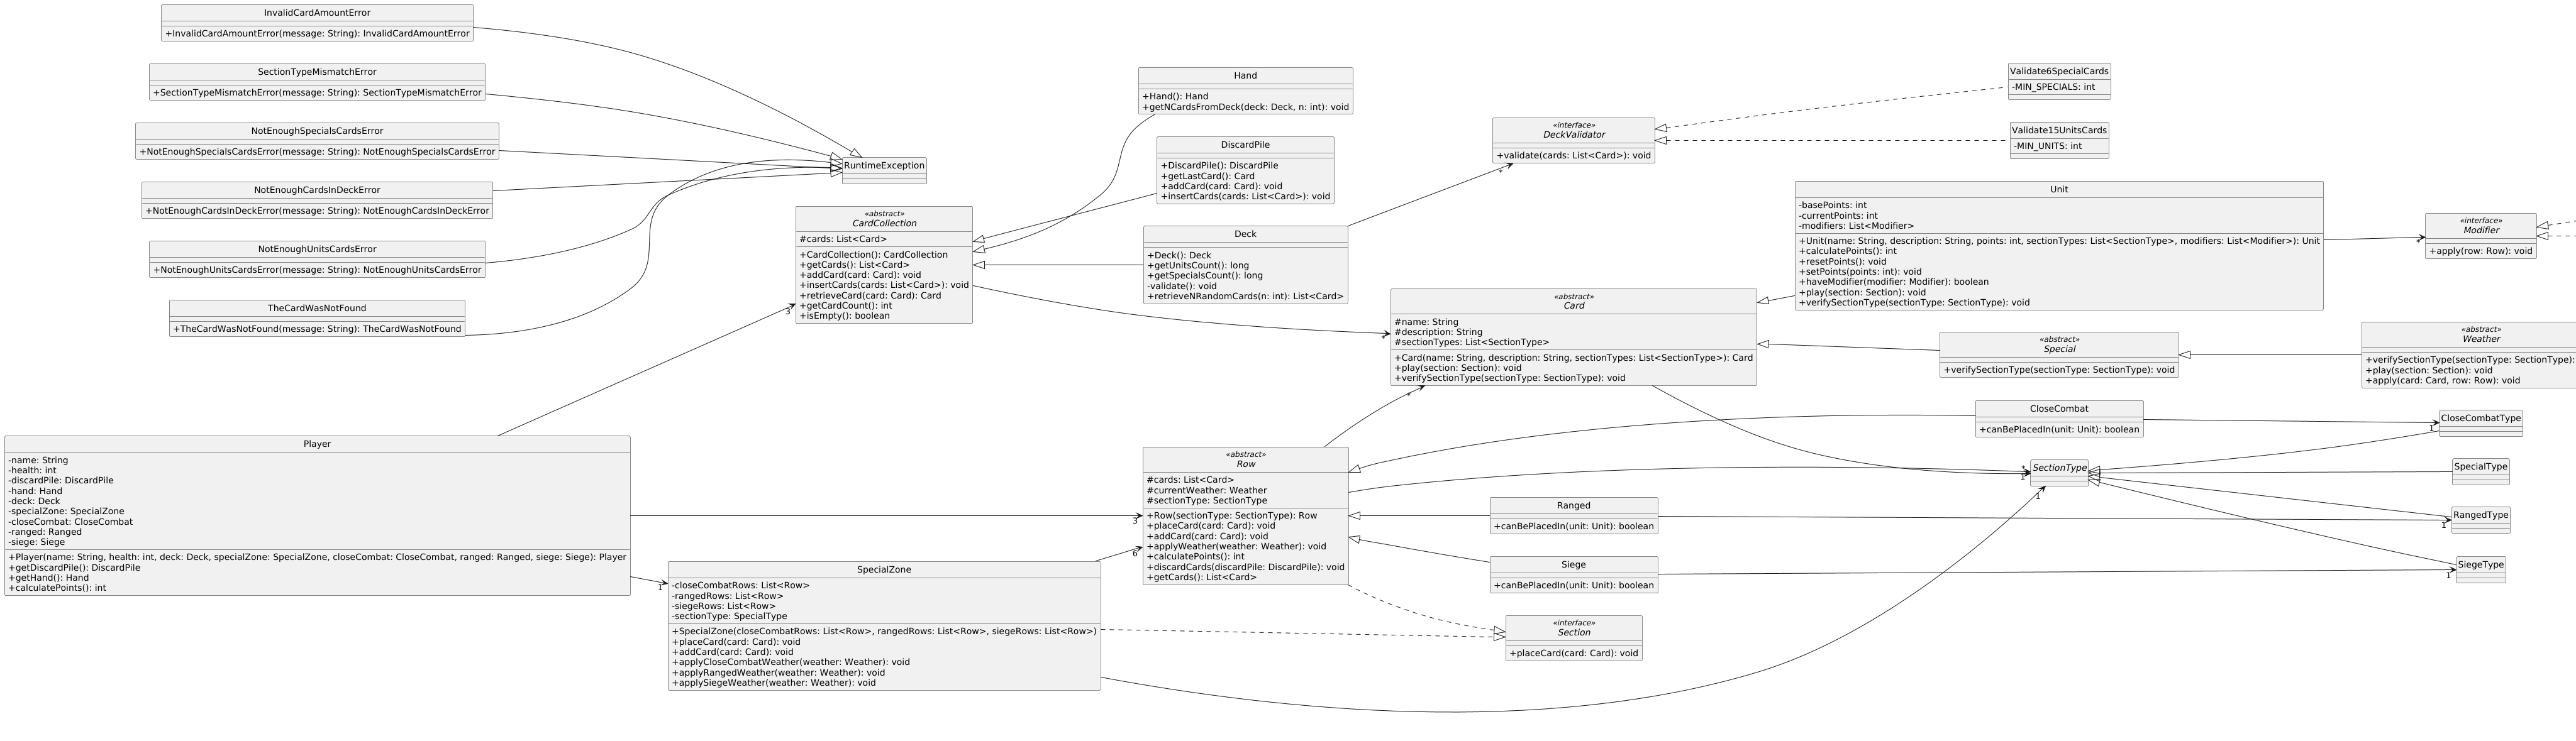 InvalidCardAmountError
+InvalidCardAmountError(message: String): InvalidCardAmountError
SectionTypeMismatchError
+SectionTypeMismatchError(message: String): SectionTypeMismatchError
NotEnoughSpecialsCardsError
+NotEnoughSpecialsCardsError(message: String): NotEnoughSpecialsCardsError
NotEnoughCardsInDeckError
+NotEnoughCardsInDeckError(message: String): NotEnoughCardsInDeckError
NotEnoughUnitsCardsError
+NotEnoughUnitsCardsError(message: String): NotEnoughUnitsCardsError
TheCardWasNotFound
+TheCardWasNotFound(message: String): TheCardWasNotFound
Player
-name: String
-health: int
-discardPile: DiscardPile
-hand: Hand
-deck: Deck
-specialZone: SpecialZone
-closeCombat: CloseCombat
-ranged: Ranged
-siege: Siege
+Player(name: String, health: int, deck: Deck, specialZone: SpecialZone, closeCombat: CloseCombat, ranged: Ranged, siege: Siege): Player
+getDiscardPile(): DiscardPile
+getHand(): Hand
+calculatePoints(): int
3
3
1
RuntimeException
«abstract»
CardCollection
#cards: List<Card>
+CardCollection(): CardCollection
+getCards(): List<Card>
+addCard(card: Card): void
+insertCards(cards: List<Card>): void
+retrieveCard(card: Card): Card
+getCardCount(): int
+isEmpty(): boolean
*
SpecialZone
-closeCombatRows: List<Row>
-rangedRows: List<Row>
-siegeRows: List<Row>
-sectionType: SpecialType
+SpecialZone(closeCombatRows: List<Row>, rangedRows: List<Row>, siegeRows: List<Row>)
+placeCard(card: Card): void
+addCard(card: Card): void
+applyCloseCombatWeather(weather: Weather): void
+applyRangedWeather(weather: Weather): void
+applySiegeWeather(weather: Weather): void
6
1
Hand
+Hand(): Hand
+getNCardsFromDeck(deck: Deck, n: int): void
DiscardPile
+DiscardPile(): DiscardPile
+getLastCard(): Card
+addCard(card: Card): void
+insertCards(cards: List<Card>): void
Deck
+Deck(): Deck
+getUnitsCount(): long
+getSpecialsCount(): long
-validate(): void
+retrieveNRandomCards(n: int): List<Card>
*
«abstract»
Row
#cards: List<Card>
#currentWeather: Weather
#sectionType: SectionType
+Row(sectionType: SectionType): Row
+placeCard(card: Card): void
+addCard(card: Card): void
+applyWeather(weather: Weather): void
+calculatePoints(): int
+discardCards(discardPile: DiscardPile): void
+getCards(): List<Card>
*
1
«interface»
DeckValidator
+validate(cards: List<Card>): void
«abstract»
Card
#name: String
#description: String
#sectionTypes: List<SectionType>
+Card(name: String, description: String, sectionTypes: List<SectionType>): Card
+play(section: Section): void
+verifySectionType(sectionType: SectionType): void
*
Ranged
+canBePlacedIn(unit: Unit): boolean
1
Siege
+canBePlacedIn(unit: Unit): boolean
1
«interface»
Section
+placeCard(card: Card): void
Validate6SpecialCards
-MIN_SPECIALS: int
Validate15UnitsCards
-MIN_UNITS: int
Unit
-basePoints: int
-currentPoints: int
-modifiers: List<Modifier>
+Unit(name: String, description: String, points: int, sectionTypes: List<SectionType>, modifiers: List<Modifier>): Unit
+calculatePoints(): int
+resetPoints(): void
+setPoints(points: int): void
+haveModifier(modifier: Modifier): boolean
+play(section: Section): void
+verifySectionType(sectionType: SectionType): void
*
«abstract»
Special
+verifySectionType(sectionType: SectionType): void
CloseCombat
+canBePlacedIn(unit: Unit): boolean
1
SectionType
«interface»
Modifier
+apply(row: Row): void
«abstract»
Weather
+verifySectionType(sectionType: SectionType):
+play(section: Section): void
+apply(card: Card, row: Row): void
CloseCombatType
SpecialType
RangedType
SiegeType